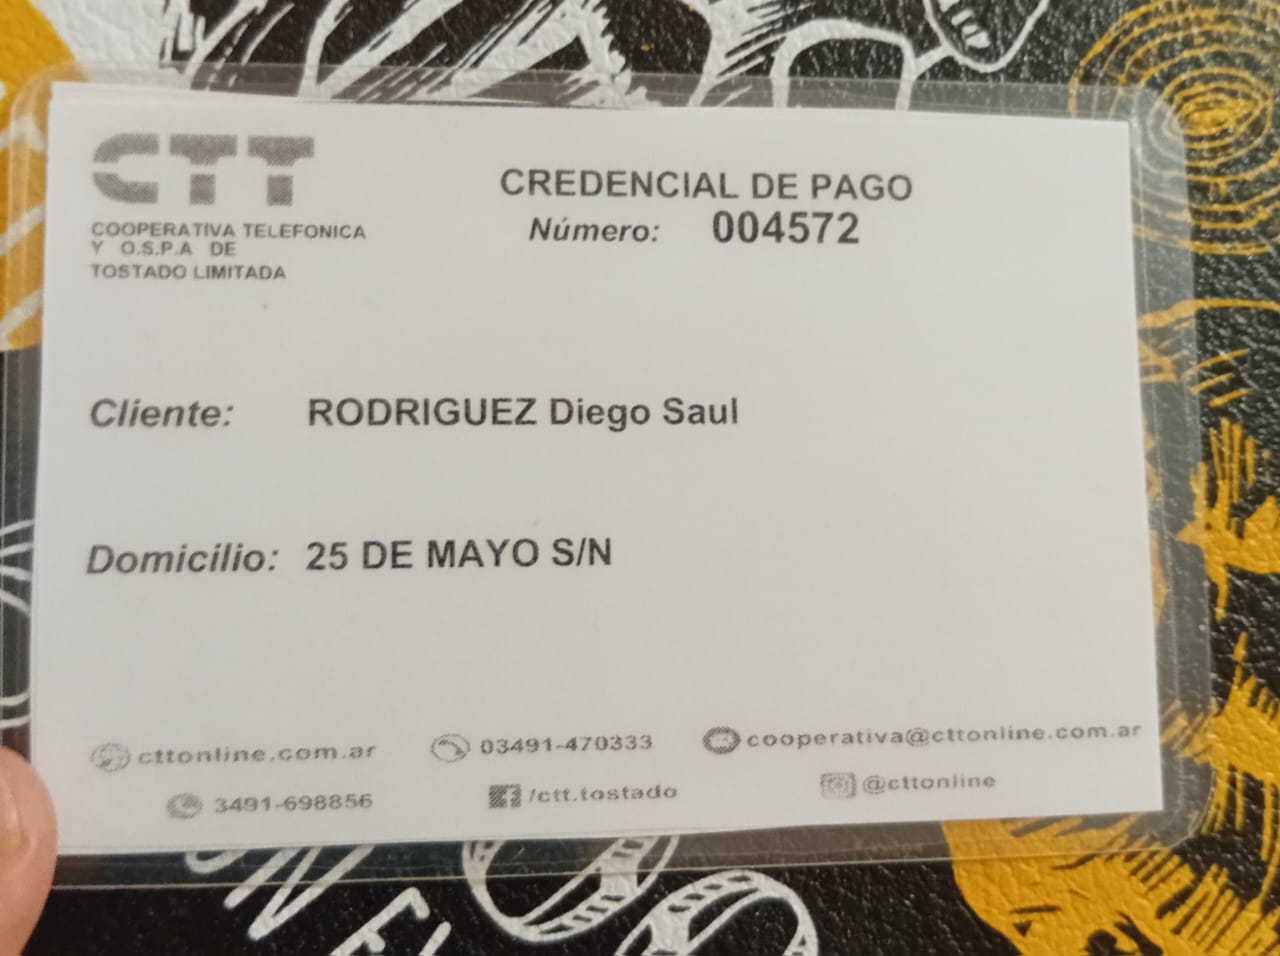 CTT
COOPERATIVA TELEFONICA
Y O.S.P.A DE
TOSTADO LIMITADA
CREDENCIAL DE PAGO
Número: 004572
Cliente: RODRIGUEZ Diego Saul
Domicilio: 25 DE MAYO S/N
cttonline.com.ar 03491-470333 cooperativa@cttonline.com.ar
3491-698856 /ctt.tostado @cttonline